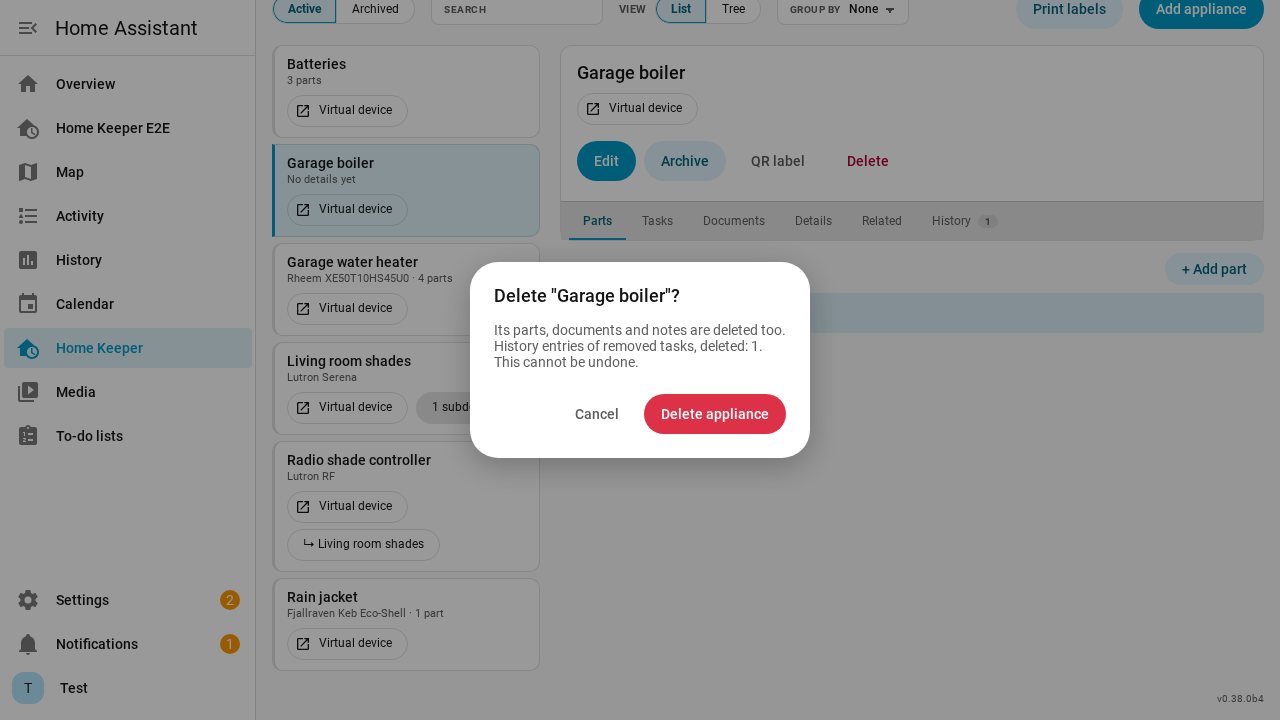 Home Assistant
Overview
Home Keeper E2E
Map
Activity
History
Calendar
Home Keeper
Media
To-do lists
Settings
2
Notifications
1
T
Test
Active
Archived
SEARCH
VIEW
List
Tree
GROUP BY
None
Print labels
Add appliance
Batteries
3 parts
Virtual device
Garage boiler
No details yet
Virtual device
Garage water heater
Rheem XE50T10HS45U0 · 4 parts
Virtual device
Living room shades
Lutron Serena
Virtual device
Radio shade controller
Lutron RF
Virtual device
↳ Living room shades
Rain jacket
Fjallraven Keb Eco-Shell · 1 part
Virtual device
Garage boiler
Virtual device
Edit
Archive
QR label
Delete
Parts
Tasks
Documents
Details
Related
History
1
+ Add part
Delete "Garage boiler"?
Its parts, documents and notes are deleted too.
History entries of removed tasks, deleted: 1.
This cannot be undone.
Cancel
Delete appliance
v0.38.0b4